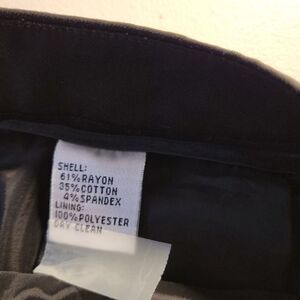 SHELL:
61%RAYON
35%COTTON
4%SPANDEX
LINING:
100%POLYESTER
DRY CLEAN